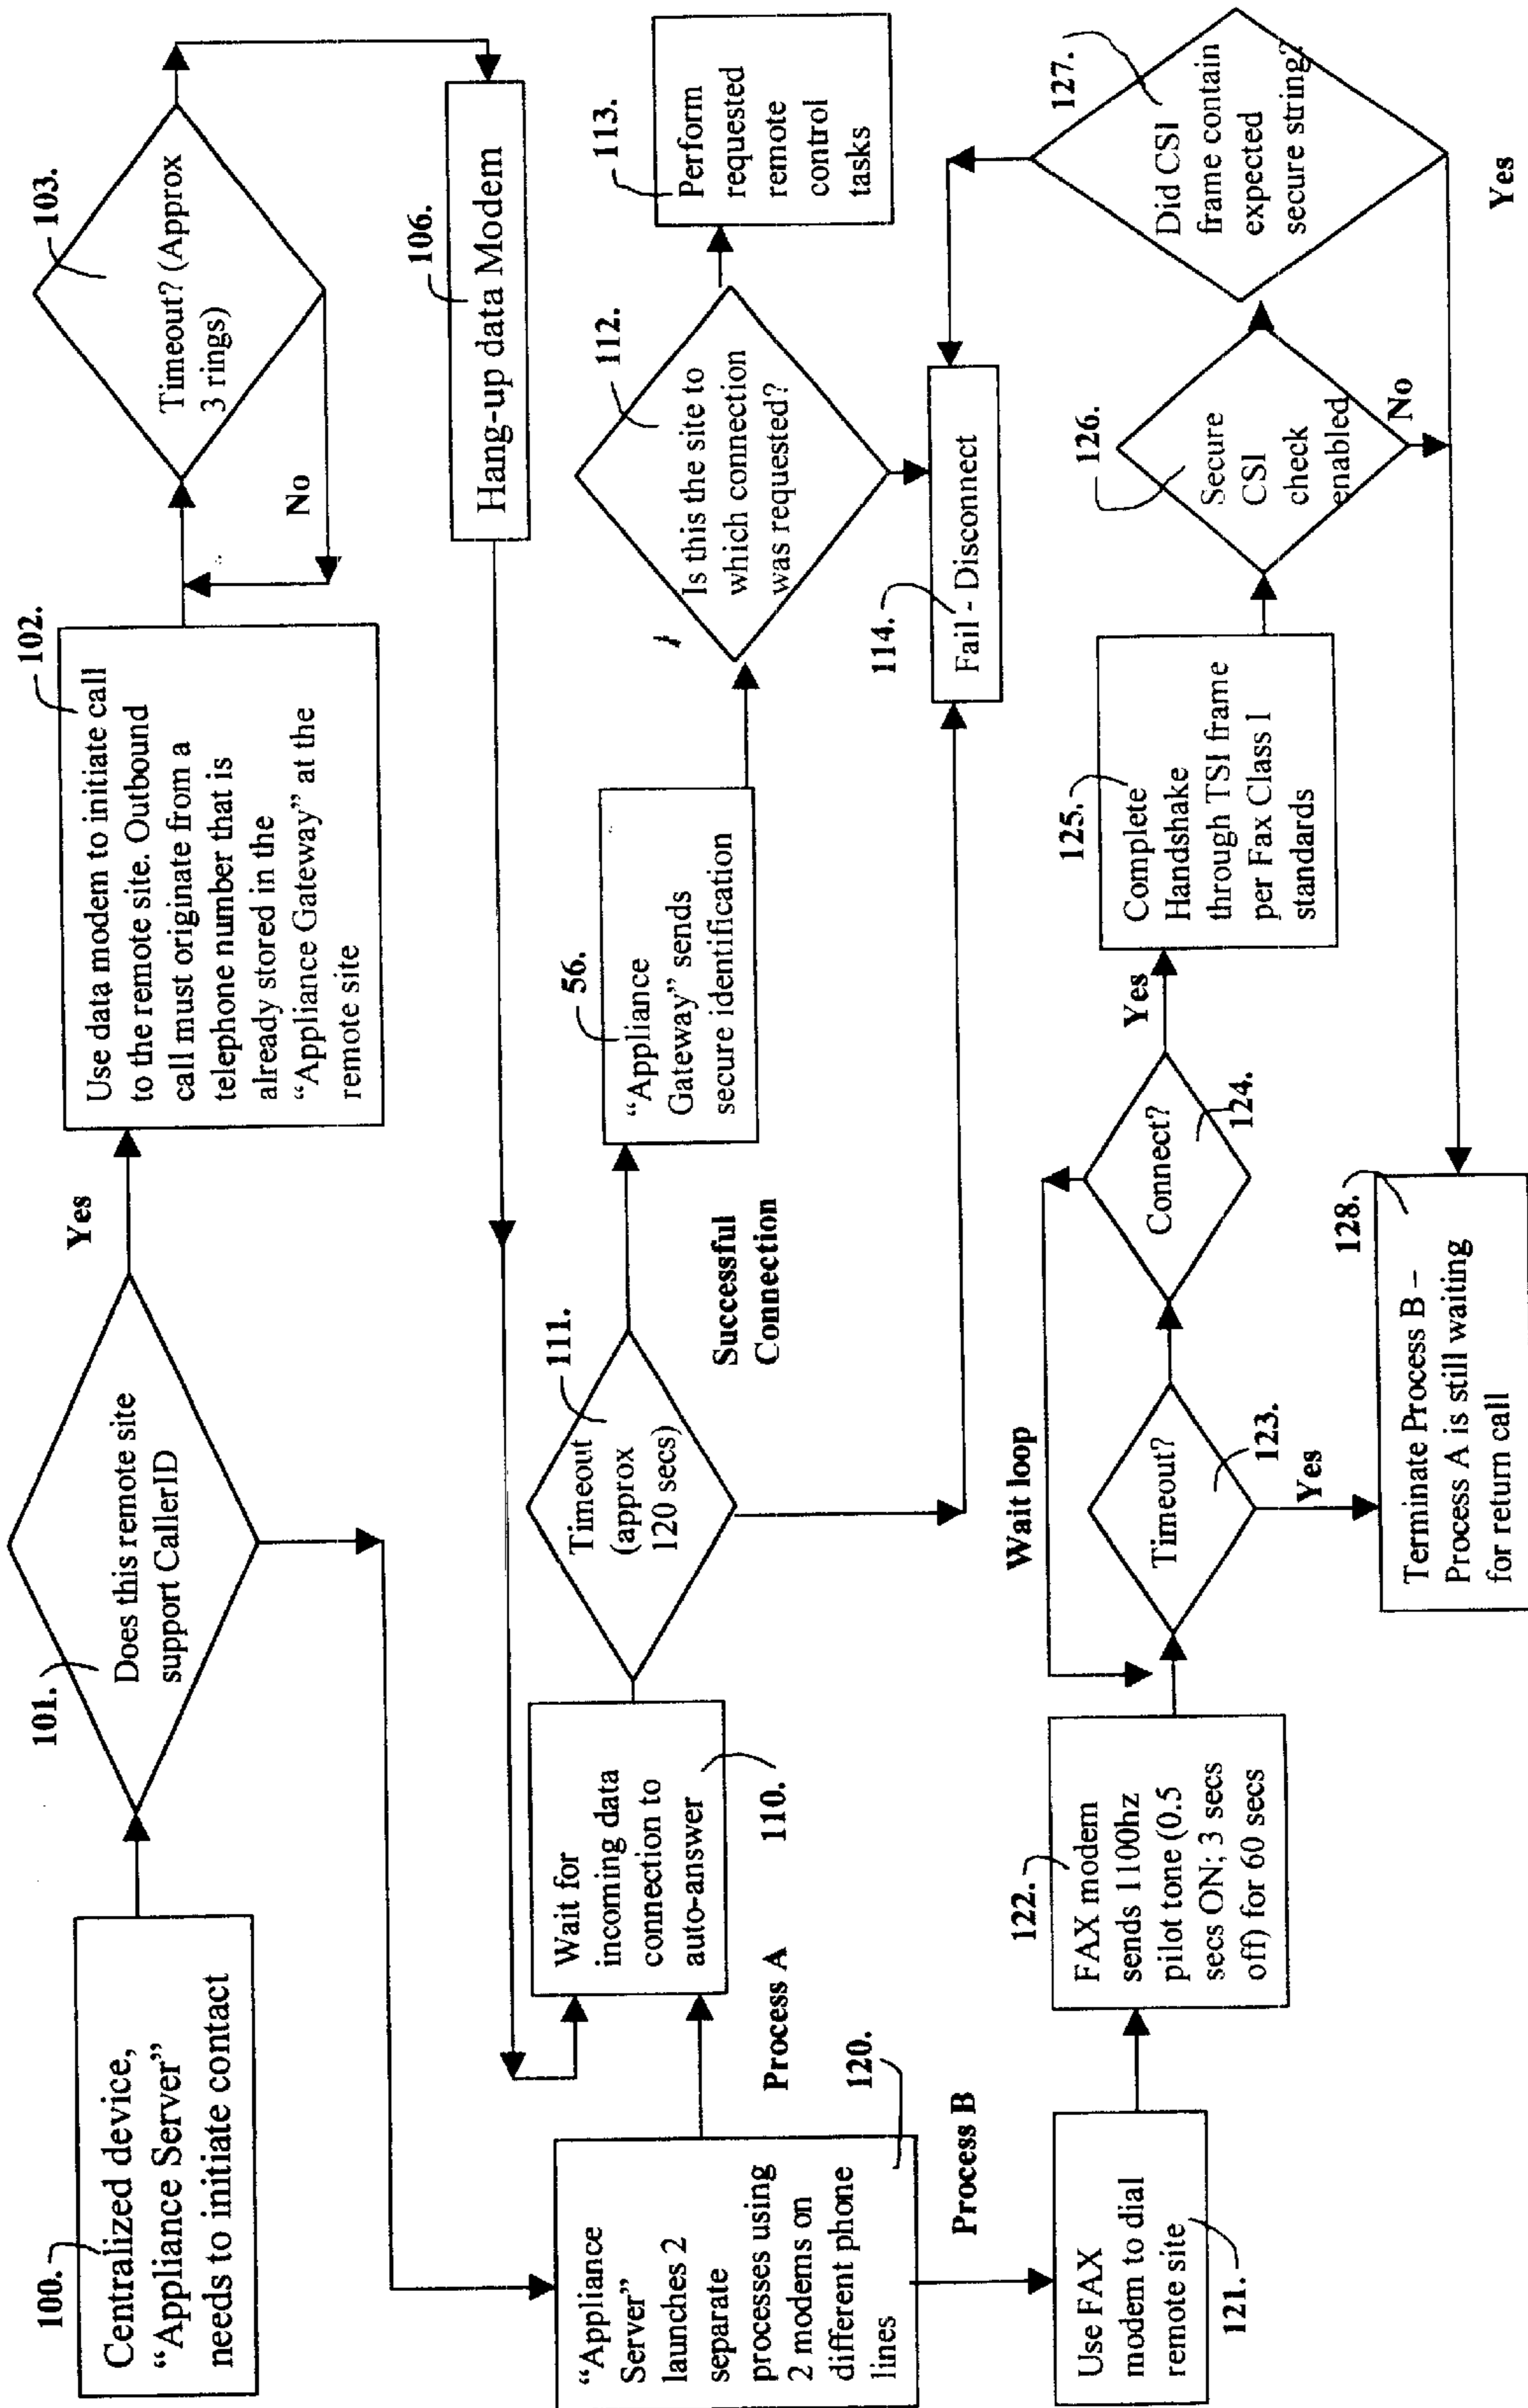 100.
Centralized device,
“Appliance Server”
needs to initiate contact
101.
Does this remote site
support CallerID
Yes
102.
Use data modem to initiate call
to the remote site. Outbound
call must originate from a
telephone number that is
already stored in the
“Appliance Gateway” at the
remote site
103.
Timeout? (Approx
3 rings)
No
106.
Hang-up data Modem
“Appliance
Server”
launches 2
separate
processes using
2 modems on
different phone
lines
120.
Process A
Wait for
incoming data
connection to
auto-answer
110.
111.
Timeout
(approx
120 secs)
Successful
Connection
56.
“Appliance
Gateway” sends
secure identification
112.
Is this the site to
which connection
was requested?
113.
Perform
requested
remote
control
tasks
114.
Fail - Disconnect
Process B
Use FAX
modem to dial
remote site
121.
122.
FAX modem
sends 1100hz
pilot tone (0.5
secs ON; 3 secs
off) for 60 secs
Wait loop
Timeout?
123.
Yes
Connect?
124.
Yes
125.
Complete
Handshake
through TSI frame
per Fax Class 1
standards
126.
Secure
CSI
check
enabled
No
127.
Did CSI
frame contain
expected
secure string?
Yes
128.
Terminate Process B –
Process A is still waiting
for return call